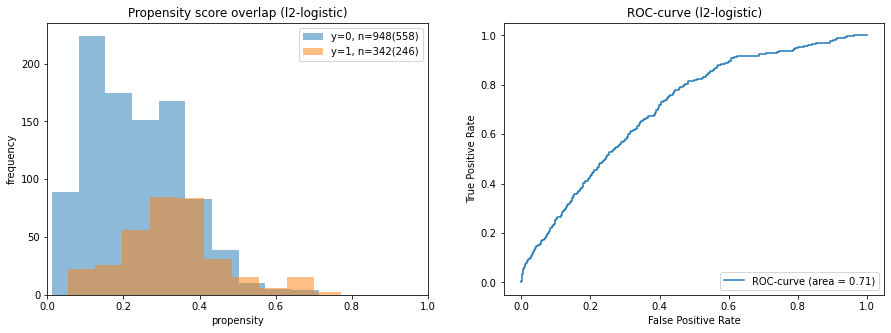 Propensity score overlap (l2-logistic)
y=0, n=948(558)
y=1, n=342(246)
frequency
200
150
100
50
0
0.0 0.2 0.4 0.6 0.8 1.0
propensity
ROC-curve (l2-logistic)
True Positive Rate
1.0
0.8
0.6
0.4
0.2
0.0
ROC-curve (area = 0.71)
0.0 0.2 0.4 0.6 0.8 1.0
False Positive Rate